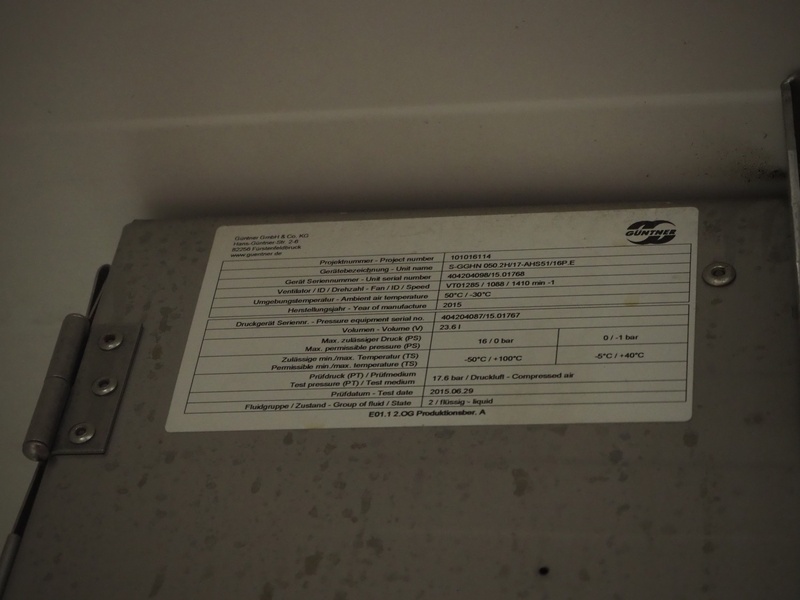 Güntner GmbH & Co. KG
Hans-Güntner-Str. 2-6
82256 Fürstenfeldbruck
www.guentner.de
GÜNTNER
Projektnummer - Project number 101016114
Gerätebezeichnung - Unit name S-GGHN 050.2H/17-AHS51/16P.E
Gerät Seriennummer - Unit serial number 404204098/15.01768
Ventilator / ID / Drehzahl - Fan / ID / Speed VT01285 / 1088 / 1410 min -1
Umgebungstemperatur - Ambient air temperature 50°C / -30°C
Herstellungsjahr - Year of manufacture 2015
Druckgerät Seriennr. - Pressure equipment serial no. 404204087/15.01767
Volumen - Volume (V) 23.6 l
Max. zulässiger Druck (PS) 16 / 0 bar 0 / -1 bar
Max. permissible pressure (PS)
Zulässige min./max. Temperatur (TS) -50°C / +100°C -5°C / +40°C
Permissible min./max. temperature (TS)
Prüfdruck (PT) / Prüfmedium 17.6 bar / Druckluft - Compressed air
Test pressure (PT) / Test medium
Prüfdatum - Test date 2015.06.29
Fluidgruppe / Zustand - Group of fluid / State 2 / flüssig - liquid
E01.1 2.OG Produktionsber. A